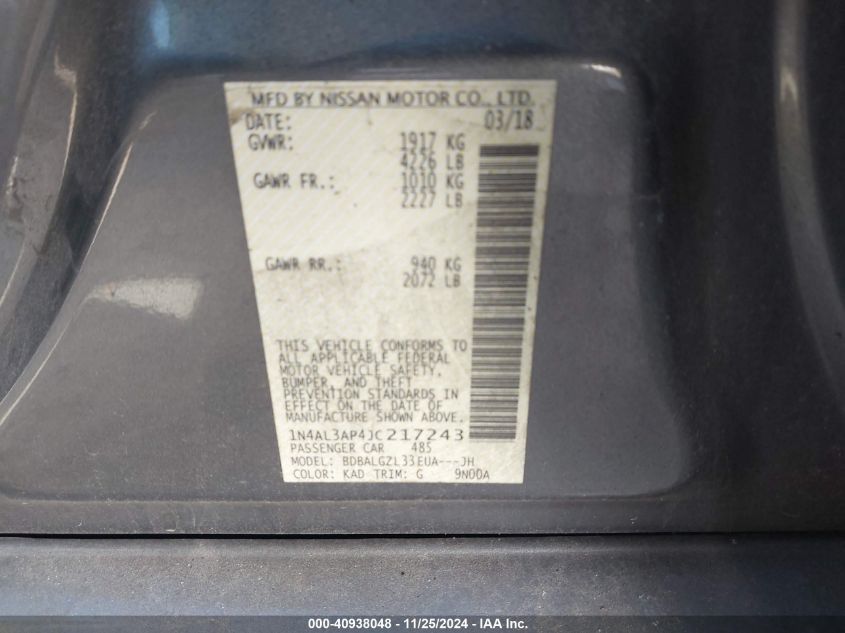 MFD BY NISSAN MOTOR CO., LTD.
DATE: 03/18
GVWR: 1917 KG
4226 LB
GAWR FR.: 1010 KG
2227 LB
GAWR RR.: 940 KG
2072 LB
THIS VEHICLE CONFORMS TO
ALL APPLICABLE FEDERAL
MOTOR VEHICLE SAFETY,
BUMPER, AND THEFT
PREVENTION STANDARDS IN
EFFECT ON THE DATE OF
MANUFACTURE SHOWN ABOVE.
1N4AL3AP4JC217243
PASSENGER CAR 485
MODEL: BDBALGZL33EUA---JH
COLOR: KAD TRIM: G 9N00A
000-40938048 - 11/25/2024 - IAA Inc.